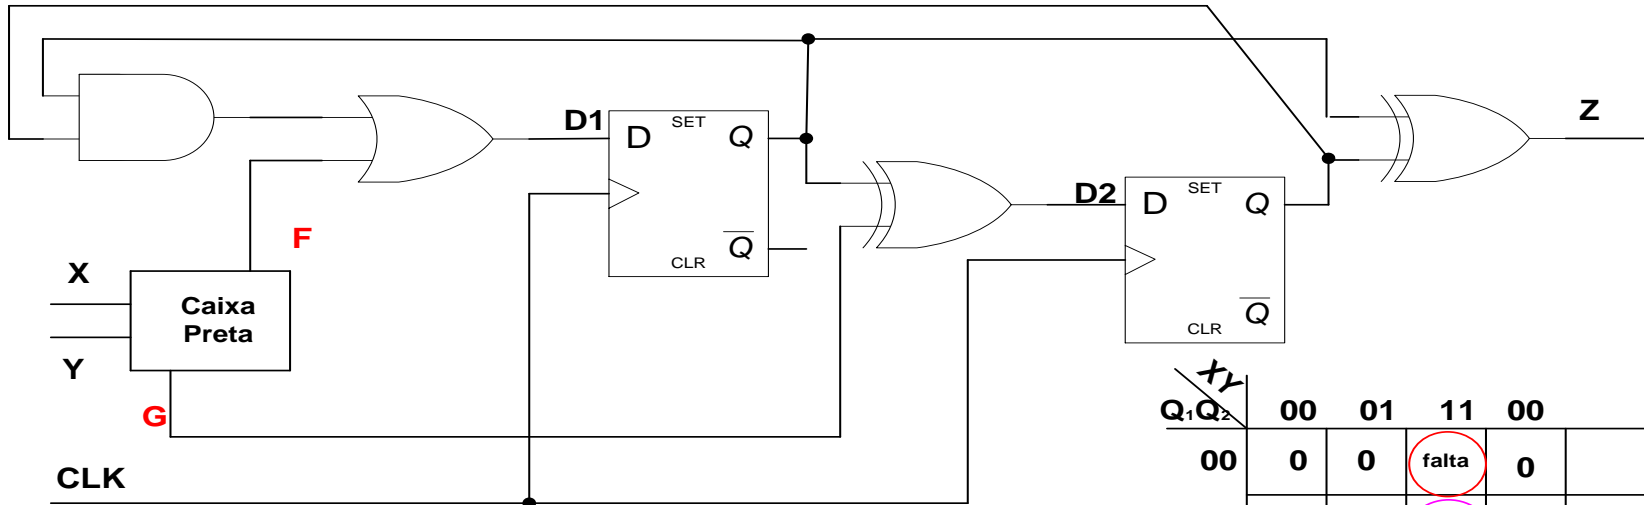 Z
D1
D SET Q
Q
CLR
D2
D SET Q
Q
CLR
F
X
Caixa
Preta
Y
G
CLK
XY
Q₁Q₂ 00 01 11 00
00 0 0 falta 0